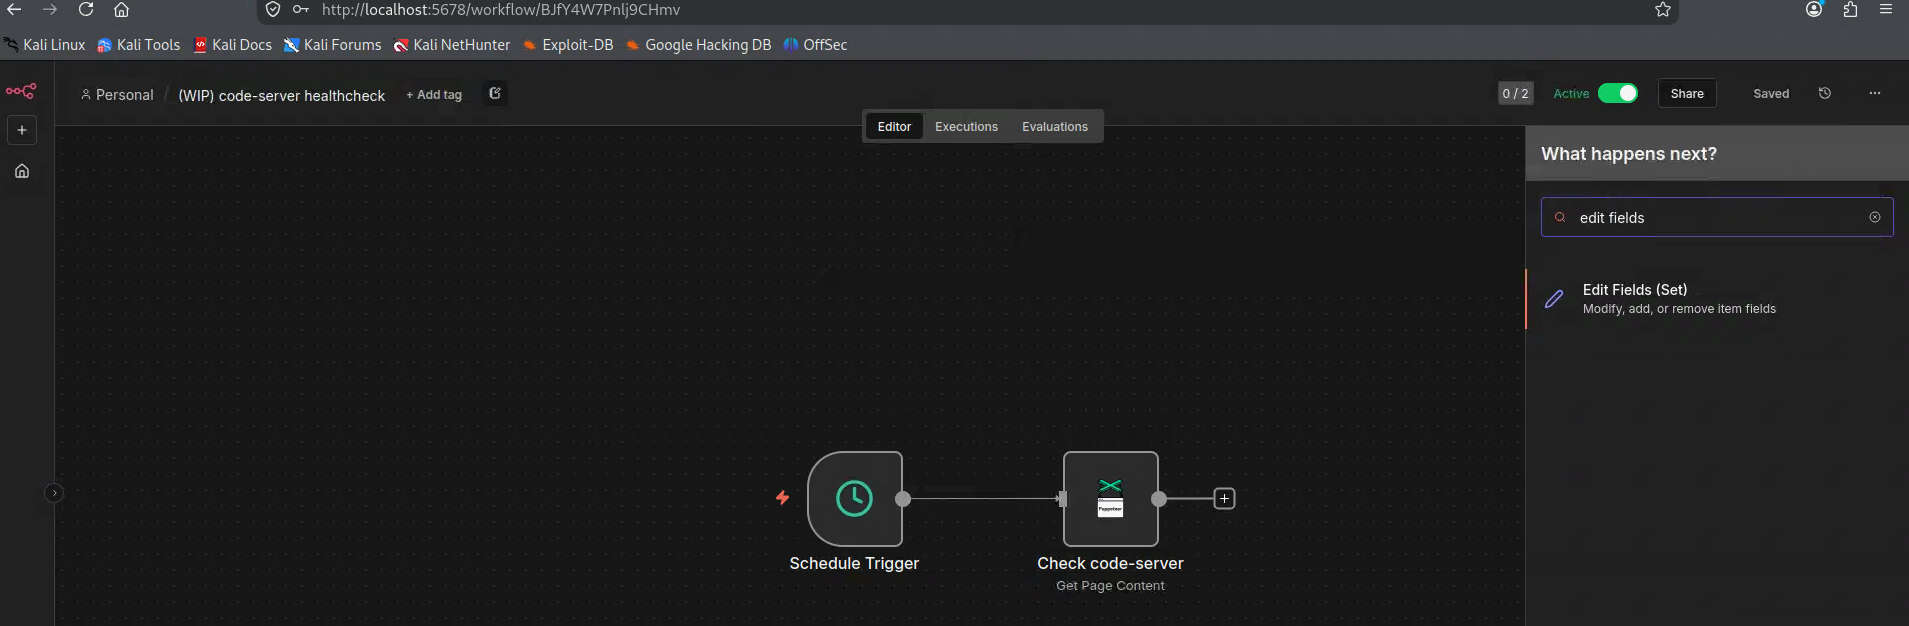 http://localhost:5678/workflow/BJfY4W7Pnlj9CHmv
Kali Linux Kali Tools Kali Docs Kali Forums Kali NetHunter Exploit-DB Google Hacking DB OffSec
Personal / (WIP) code-server healthcheck + Add tag 0 / 2 Active Share Saved ...
Editor Executions Evaluations
What happens next?
edit fields
Edit Fields (Set)
Modify, add, or remove item fields
Puppeteer
Schedule Trigger Check code-server
Get Page Content